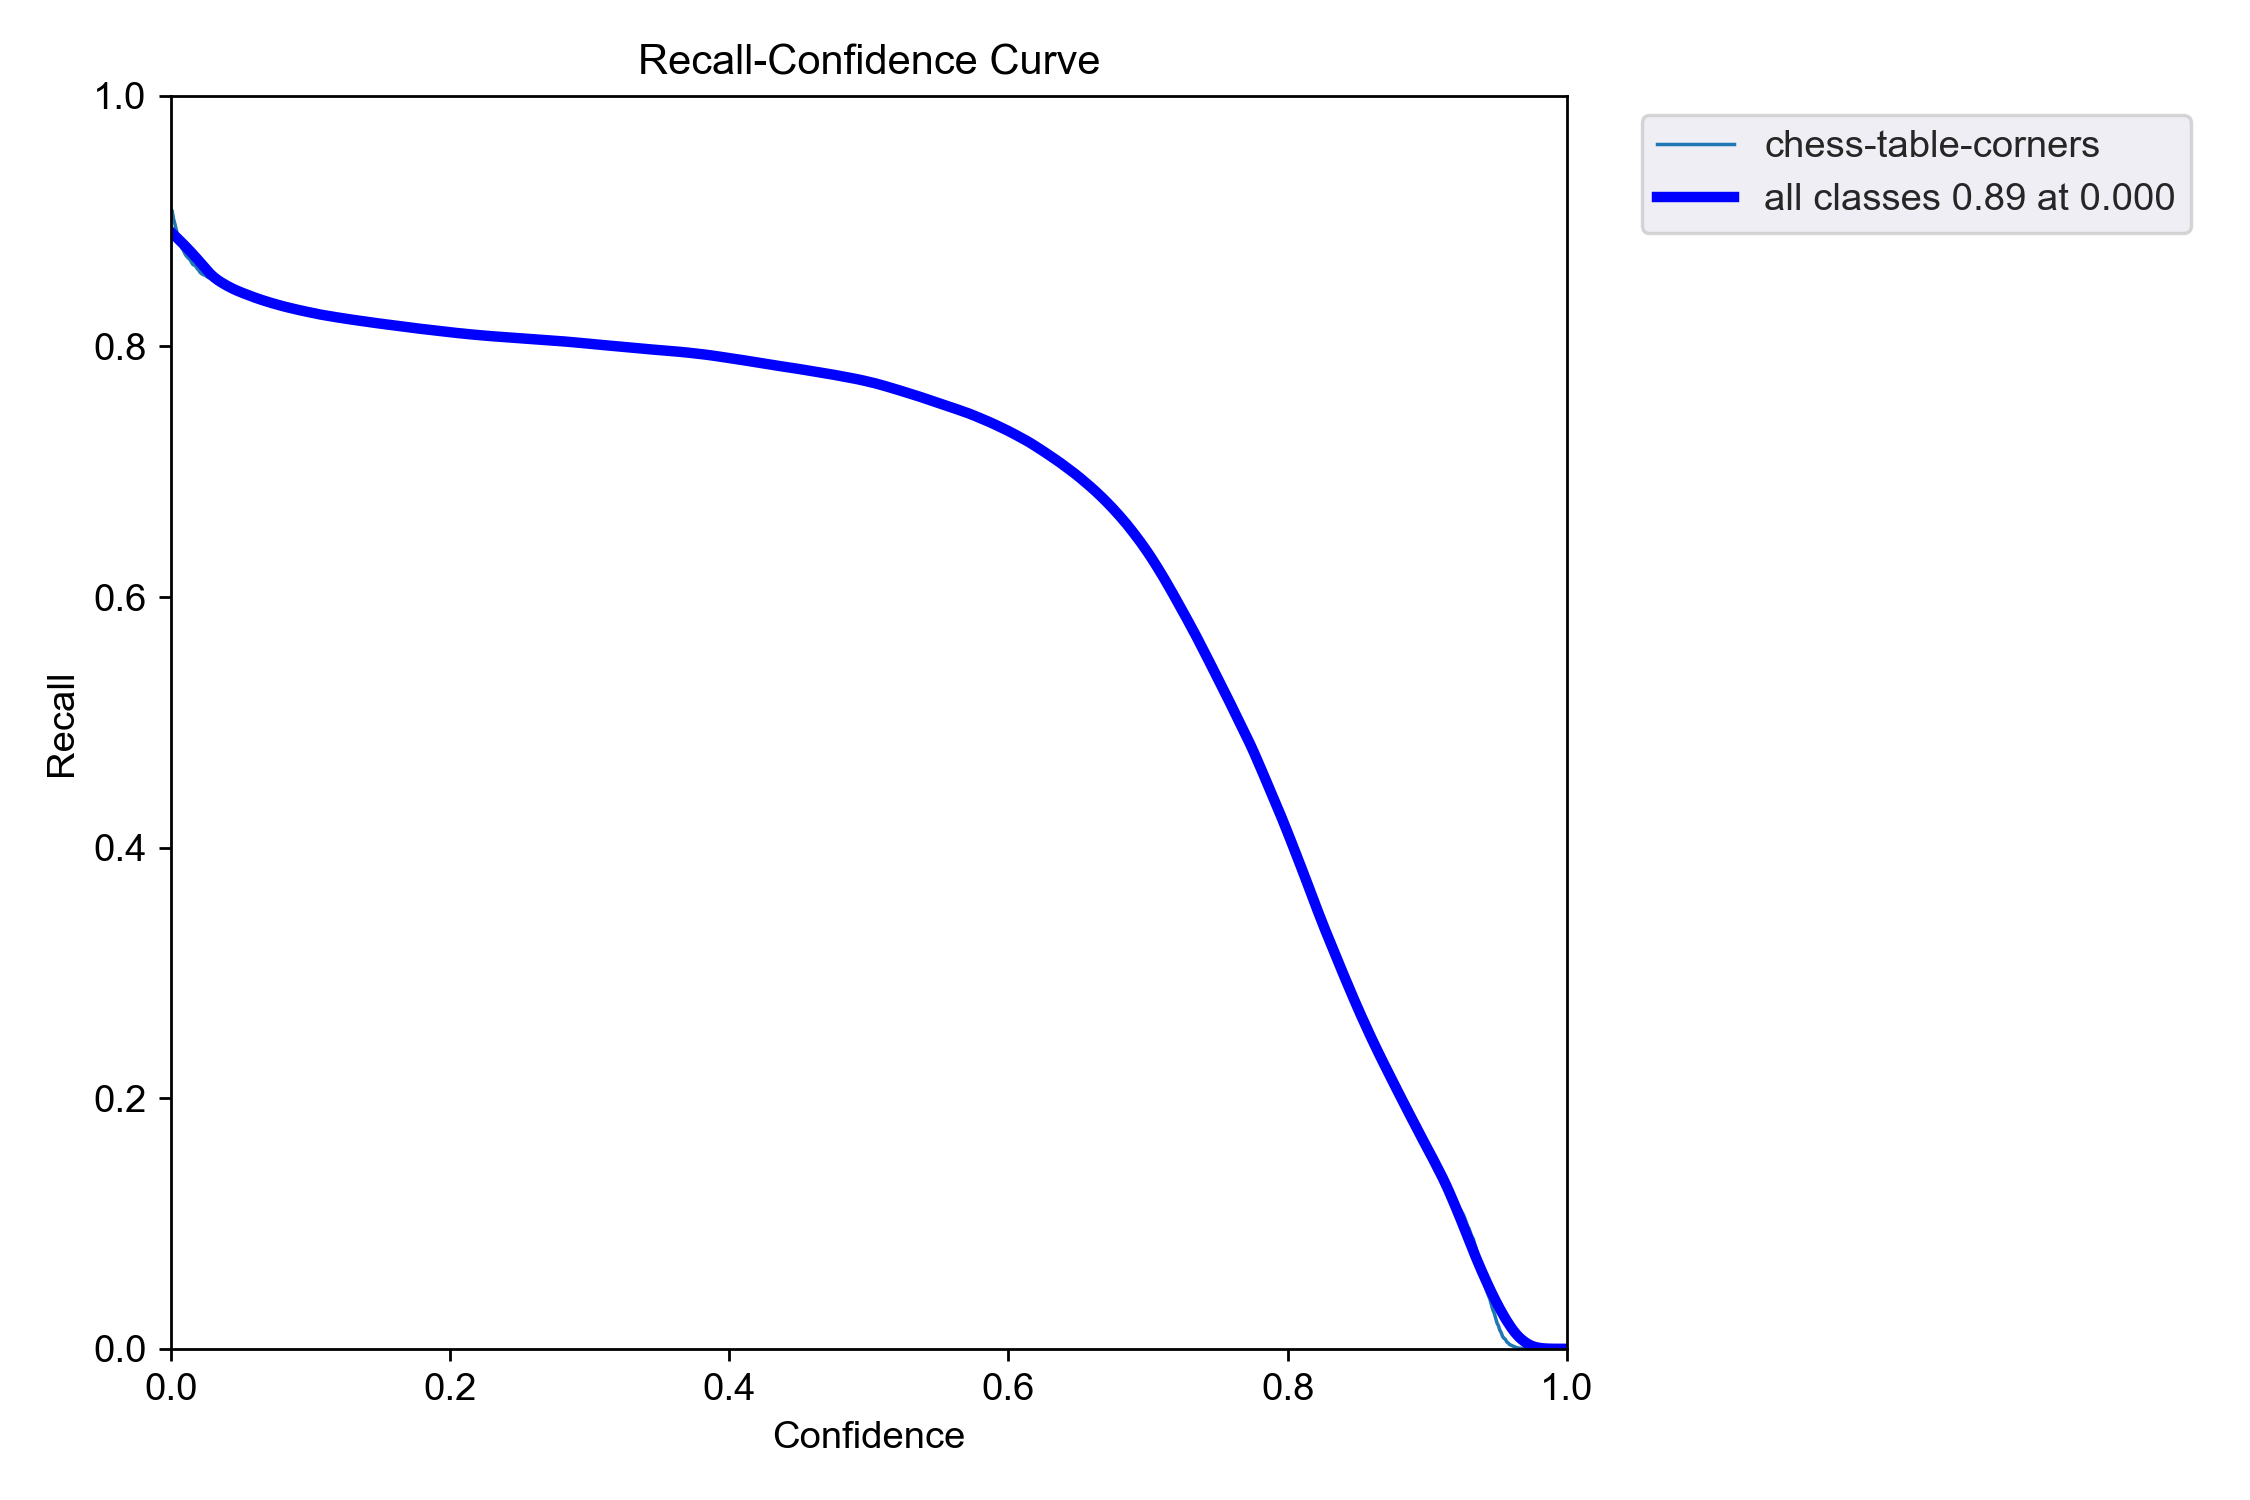 Recall-Confidence Curve
1.0
0.8
0.6
0.4
0.2
0.0
Recall
0.0 0.2 0.4 0.6 0.8 1.0
Confidence
chess-table-corners
all classes 0.89 at 0.000